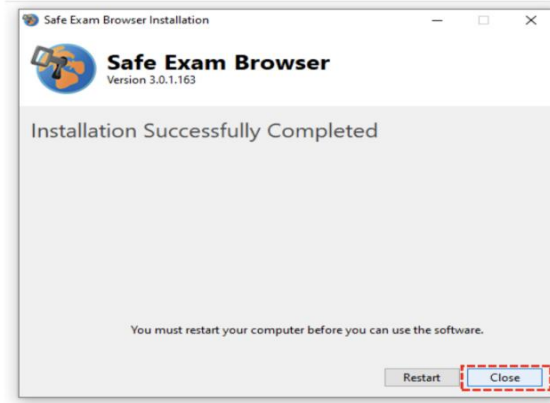 Safe Exam Browser Installation
Safe Exam Browser
Version 3.0.1.163
Installation Successfully Completed
You must restart your computer before you can use the software.
Restart
Close